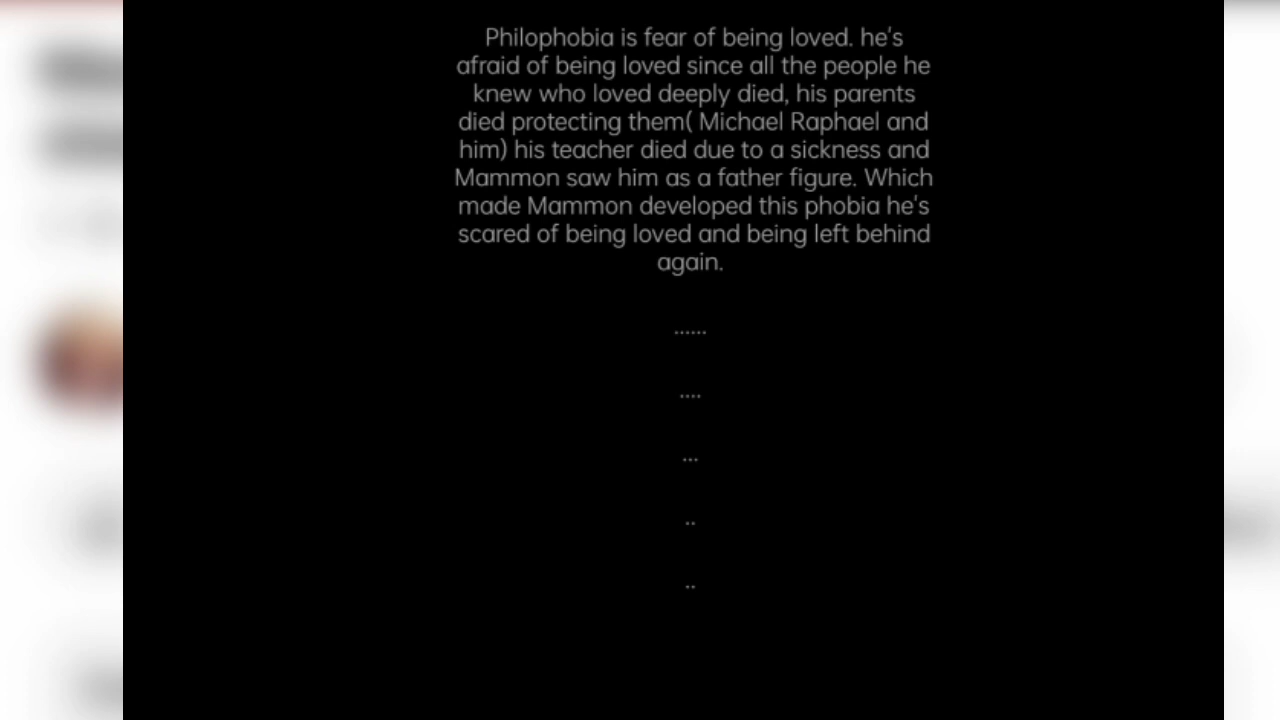 Philophobia is fear of being loved. he's
afraid of being loved since all the people he
knew who loved deeply died, his parents
died protecting them( Michael Raphael and
him) his teacher died due to a sickness and
Mammon saw him as a father figure. Which
made Mammon developed this phobia he's
scared of being loved and being left behind
again.
......
....
...
..
..